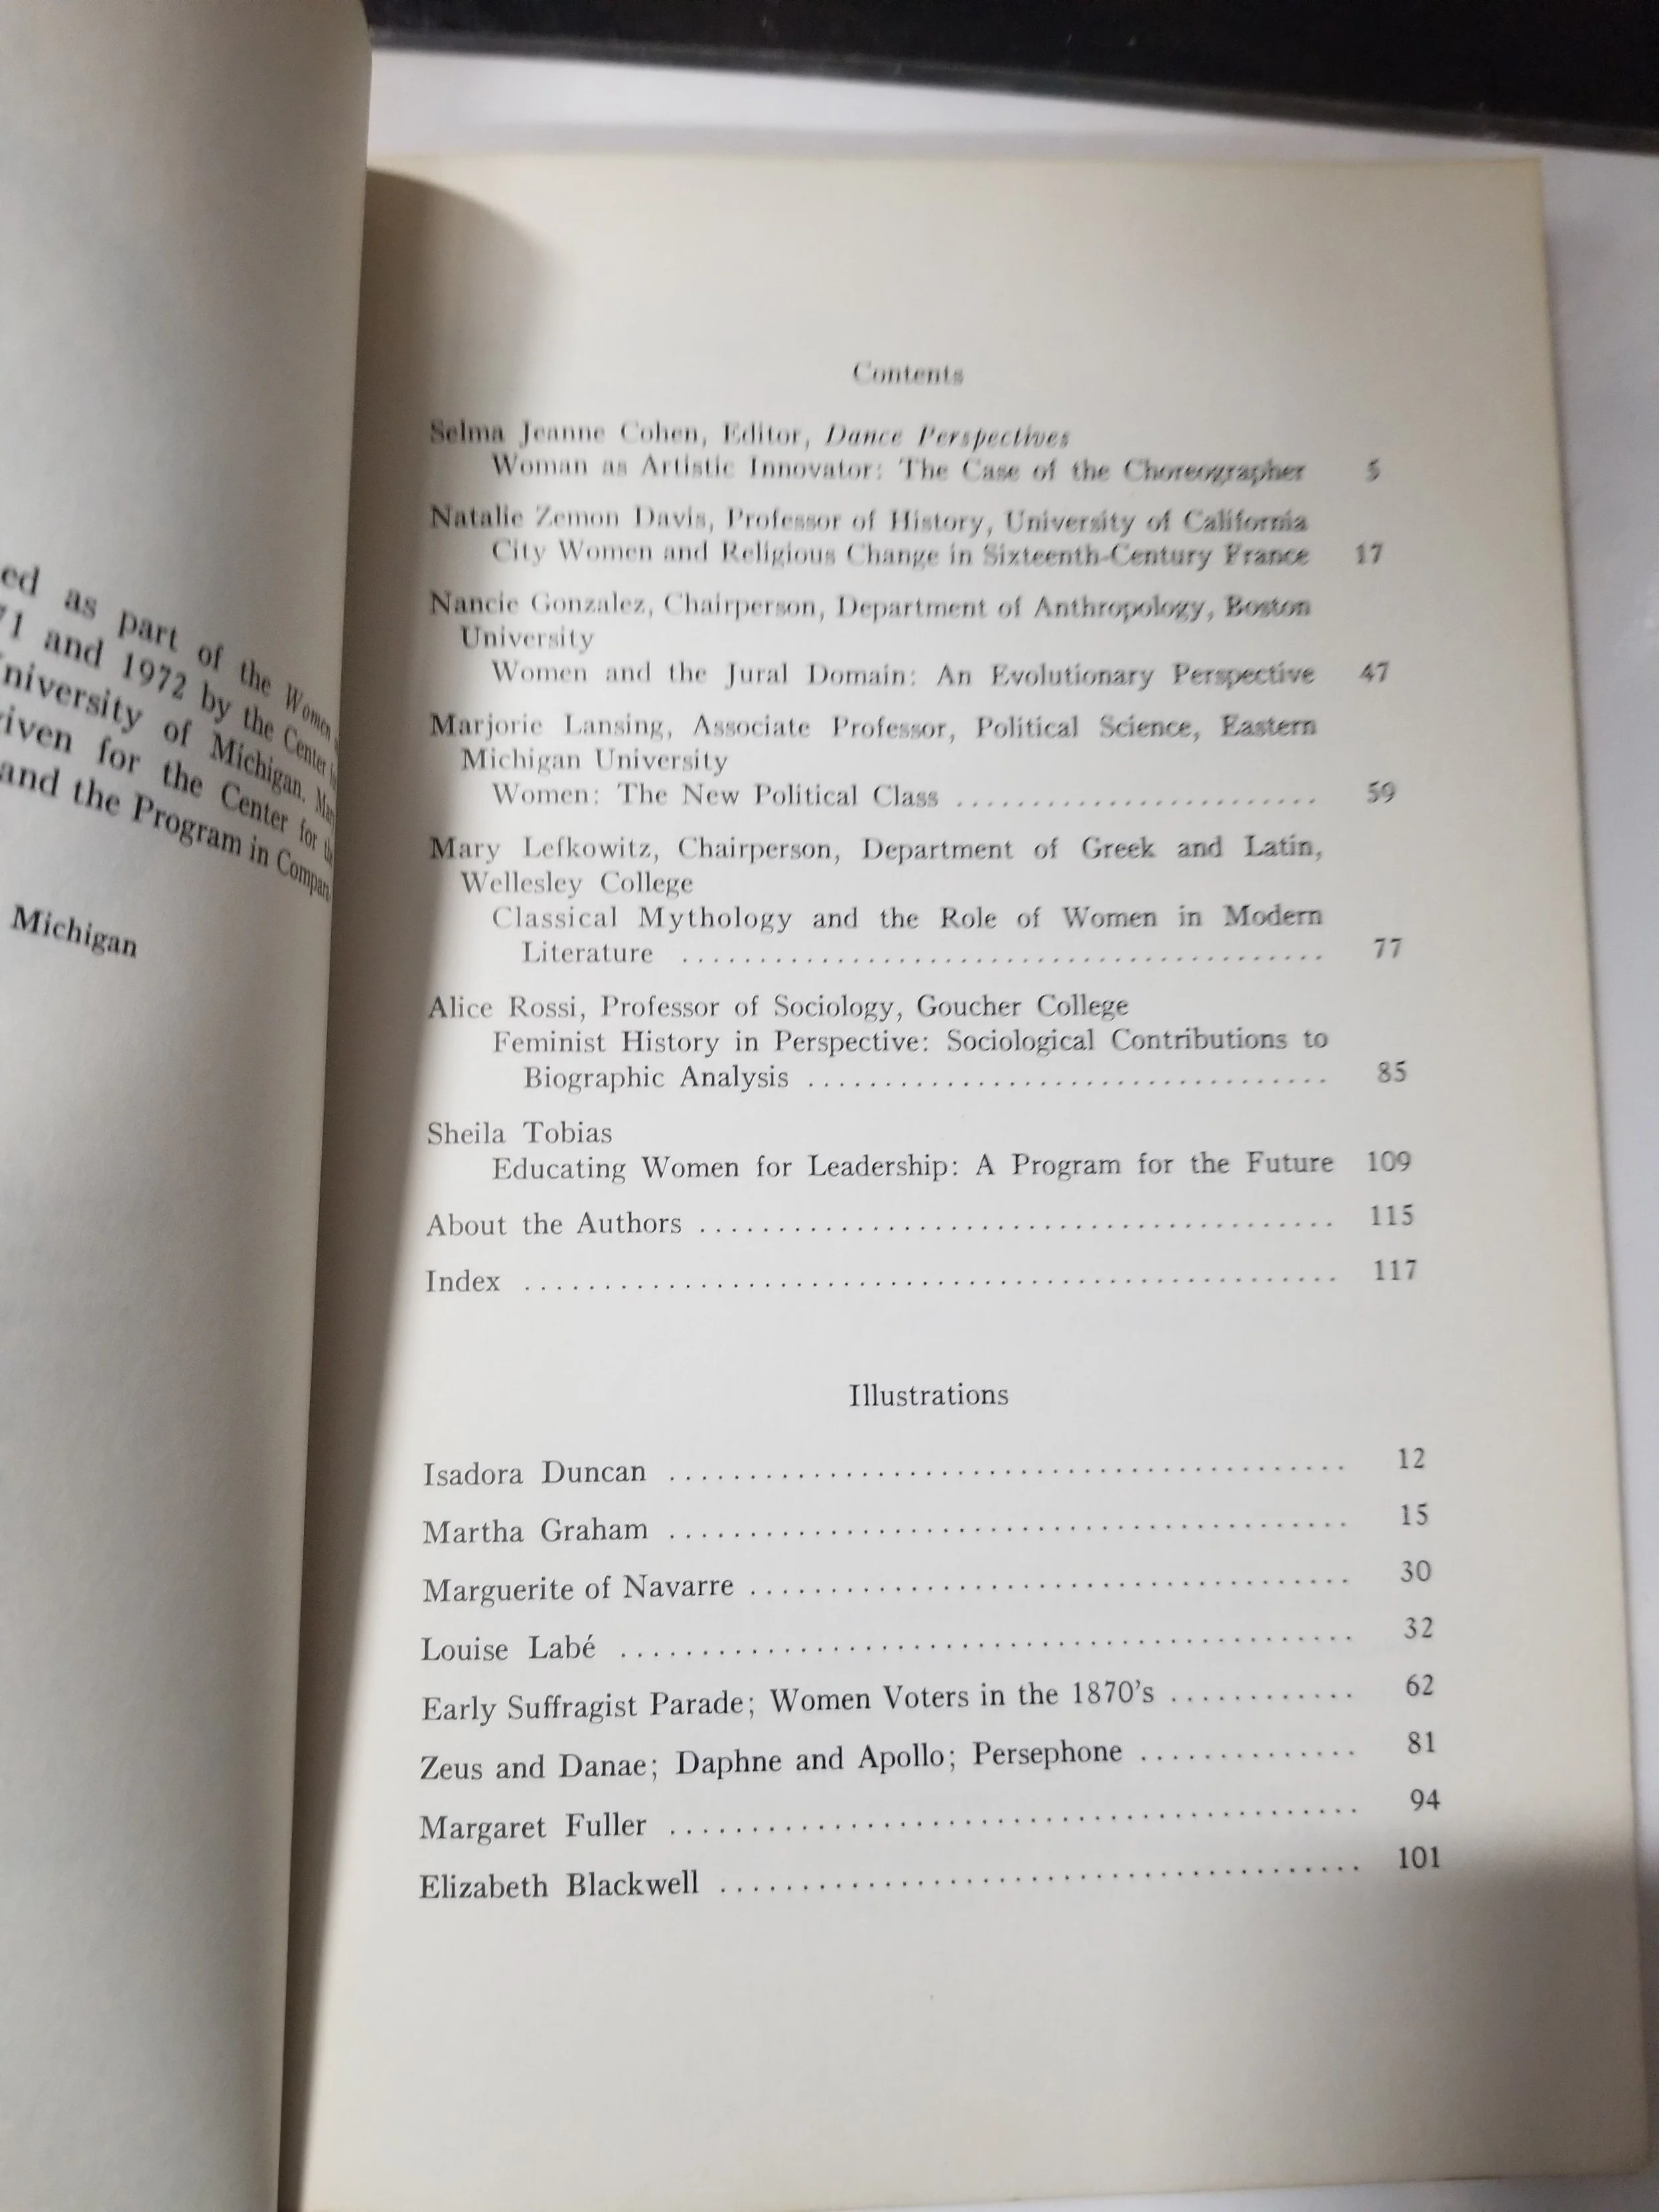 ed as part of the Women
71 and 1972 by the Center
University of Michigan.
given for the Center for
and the Program in
Michigan
Contents
Selma Jeanne Cohen, Editor, Dance Perspectives
Woman as Artistic Innovator: The Case of the Choreographer 5
Natalie Zemon Davis, Professor of History, University of California
City Women and Religious Change in Sixteenth-Century France 17
Nancie Gonzalez, Chairperson, Department of Anthropology, Boston
University
Women and the Jural Domain: An Evolutionary Perspective 47
Marjorie Lansing, Associate Professor, Political Science, Eastern
Michigan University
Women: The New Political Class ........................ 59
Mary Lefkowitz, Chairperson, Department of Greek and Latin,
Wellesley College
Classical Mythology and the Role of Women in Modern
Literature ........................................ 77
Alice Rossi, Professor of Sociology, Goucher College
Feminist History in Perspective: Sociological Contributions to
Biographic Analysis ................................ 85
Sheila Tobias
Educating Women for Leadership: A Program for the Future 109
About the Authors ....................................... 115
Index ................................................... 117
Illustrations
Isadora Duncan .......................................... 12
Martha Graham .......................................... 15
Marguerite of Navarre ..................................... 30
Louise Labé ............................................. 32
Early Suffragist Parade; Women Voters in the 1870's ............ 62
Zeus and Danae; Daphne and Apollo; Persephone .............. 81
Margaret Fuller .......................................... 94
Elizabeth Blackwell ....................................... 101